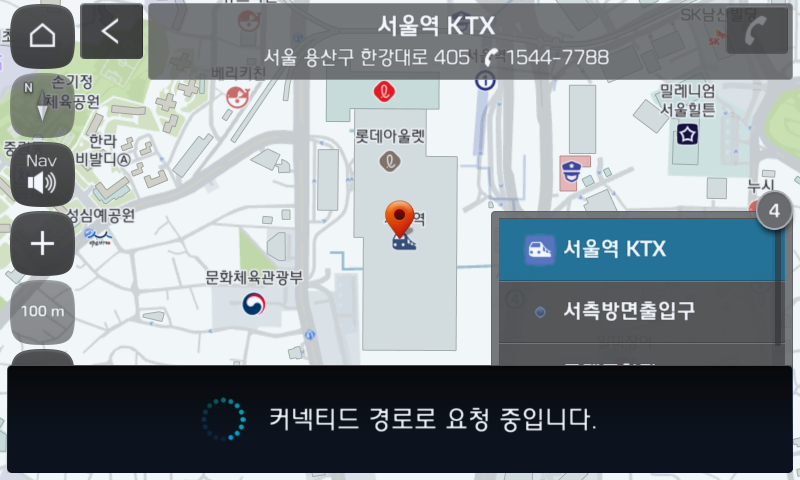 서울역 KTX
서울 용산구 한강대로 405 1544-7788
SK남산빌딩
SK
베리키친
손기정
체육공원
N
밀레니엄
서울힐튼
롯데아울렛
한라
비발디Ⓐ
Nav
누시
4
성심예공원
역
서울역 KTX
문화체육관광부
서측방면출입구
100 m
커넥티드 경로로 요청 중입니다.